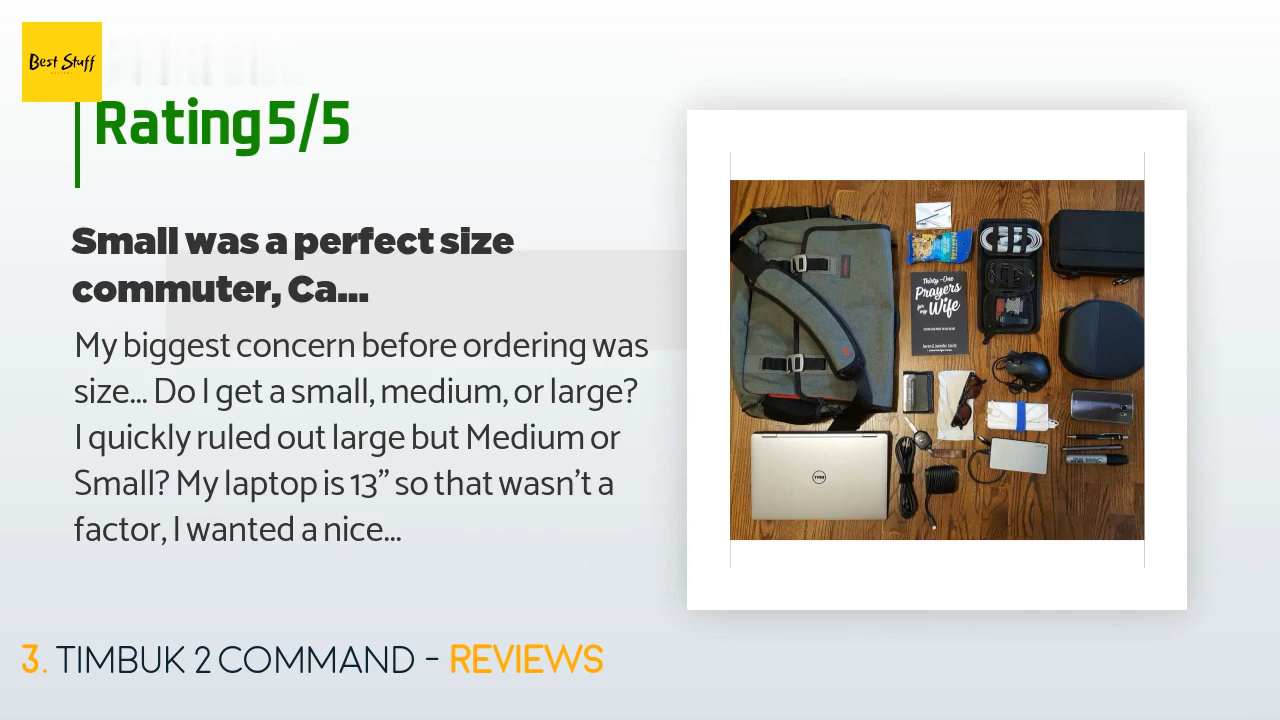 Best Stuff
Rating 5/5
Small was a perfect size
commuter, Ca...
My biggest concern before ordering was
size... Do I get a small, medium, or large?
I quickly ruled out large but Medium or
Small? My laptop is 13” so that wasn’t a
factor, I wanted a nice...
Thirty-One
Prayers
for my
Wife
DELL
3. TIMBUK 2 COMMAND - REVIEWS